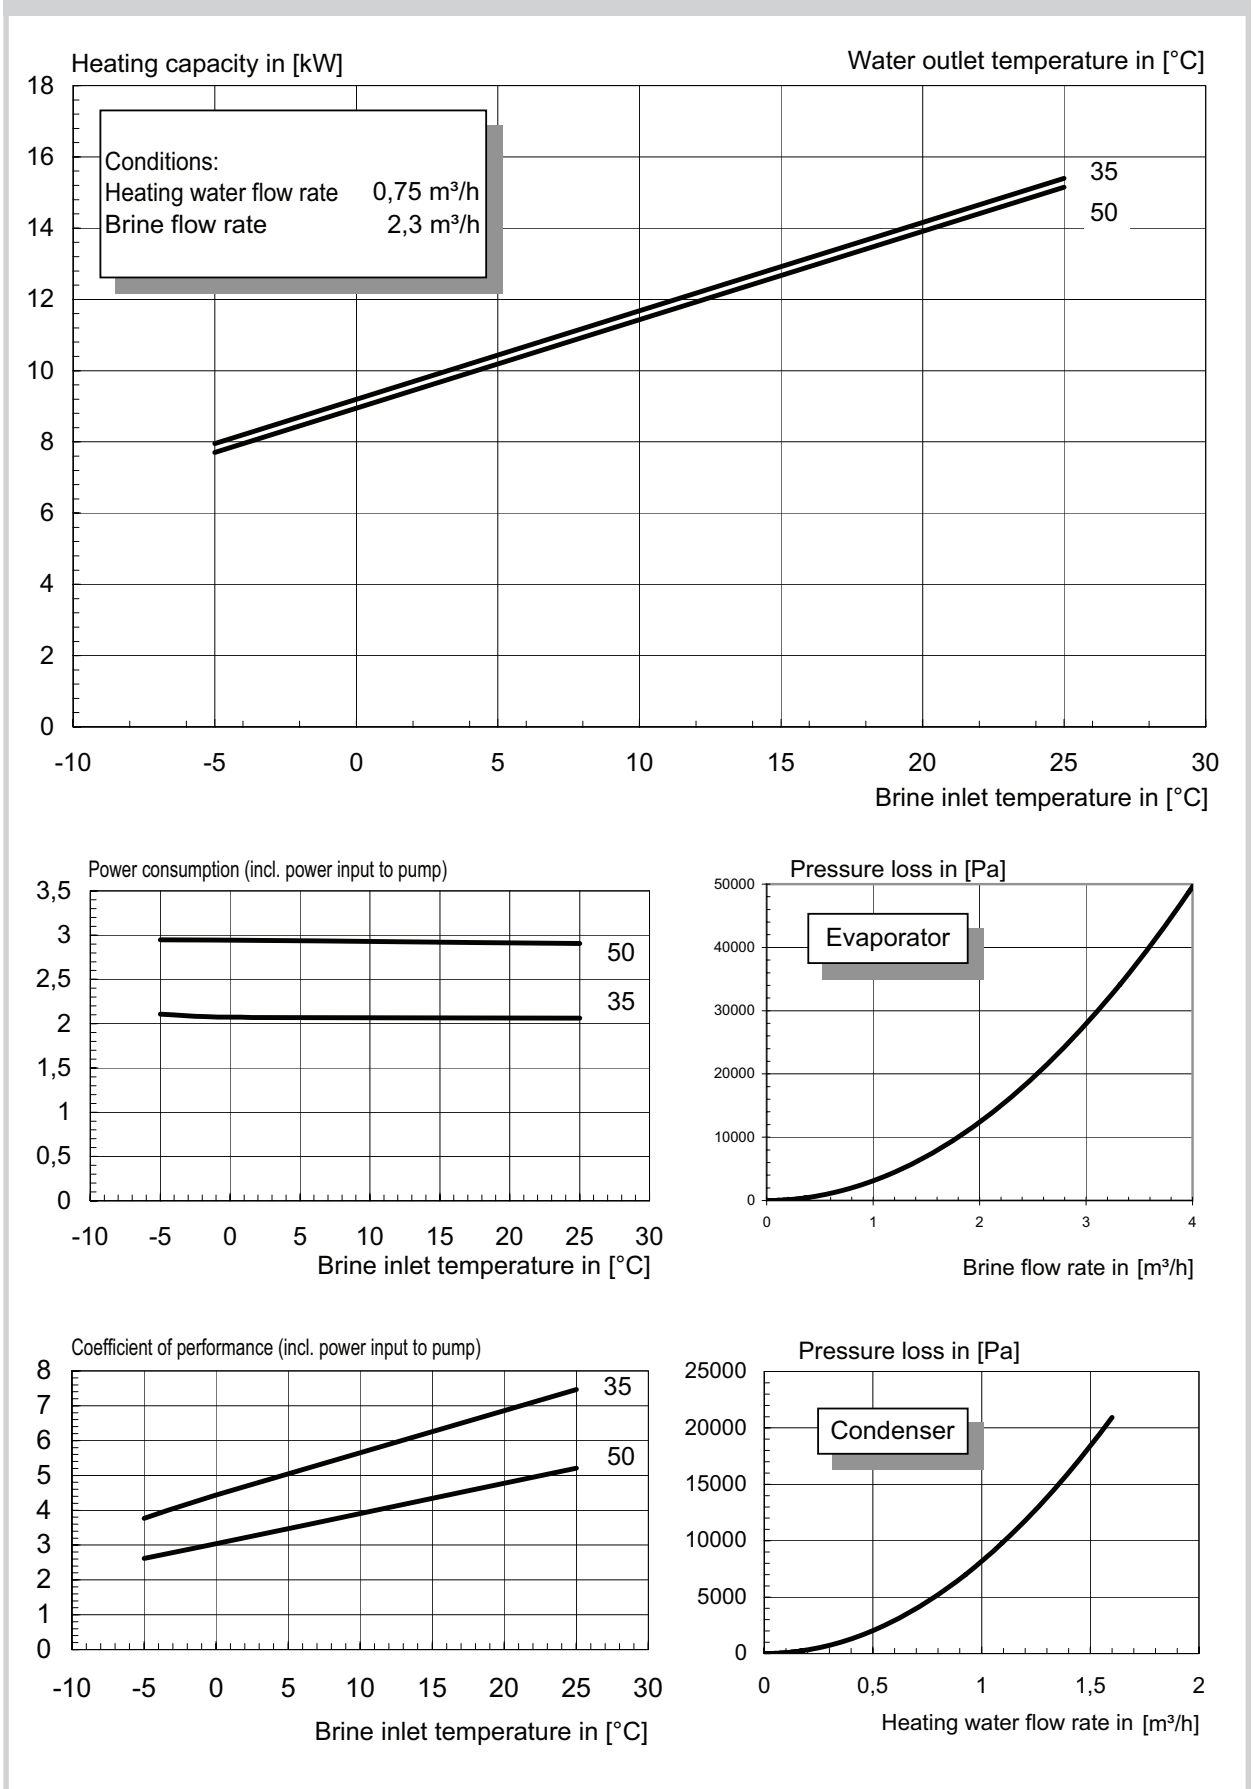 Heating capacity in [kW]
Water outlet temperature in [°C]
18
16
14
12
10
8
6
4
2
0
Conditions:
Heating water flow rate 0,75 m³/h
Brine flow rate 2,3 m³/h
35
50
-10 -5 0 5 10 15 20 25 30
Brine inlet temperature in [°C]
Power consumption (incl. power input to pump)
3,5
3
2,5
2
1,5
1
0,5
0
50
35
-10 -5 0 5 10 15 20 25 30
Brine inlet temperature in [°C]
Pressure loss in [Pa]
50000
40000
30000
20000
10000
0
Evaporator
0 1 2 3 4
Brine flow rate in [m³/h]
Coefficient of performance (incl. power input to pump)
8
7
6
5
4
3
2
1
0
35
50
-10 -5 0 5 10 15 20 25 30
Brine inlet temperature in [°C]
Pressure loss in [Pa]
25000
20000
15000
10000
5000
0
Condenser
0 0,5 1 1,5 2
Heating water flow rate in [m³/h]